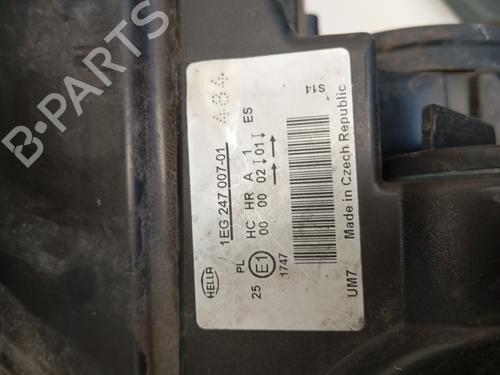 HELLA
1EG 247 007-01
484
PL HC HR A 1 ES
25 E1 00 00 02 01
1747
UM7 Made in Czech Republic
S14
B-PARTS